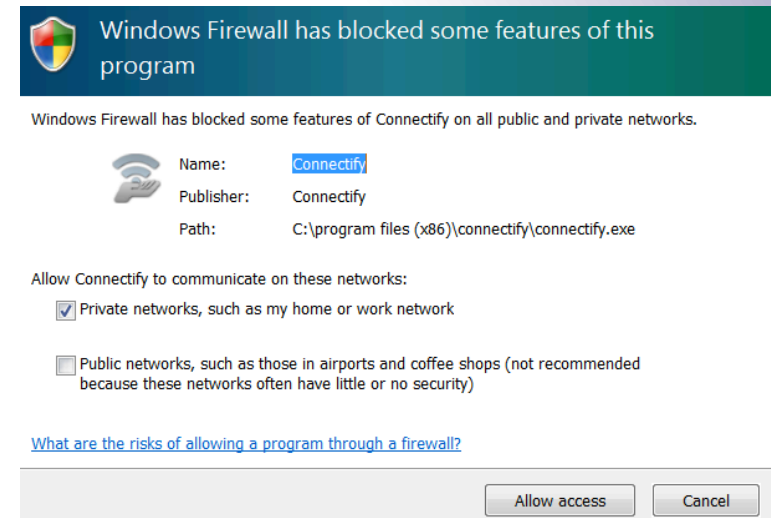 Windows Firewall has blocked some features of this
program
Windows Firewall has blocked some features of Connectify on all public and private networks.
Name: Connectify
Publisher: Connectify
Path: C:\program files (x86)\connectify\connectify.exe
Allow Connectify to communicate on these networks:
Private networks, such as my home or work network
Public networks, such as those in airports and coffee shops (not recommended
because these networks often have little or no security)
What are the risks of allowing a program through a firewall?
Allow access Cancel